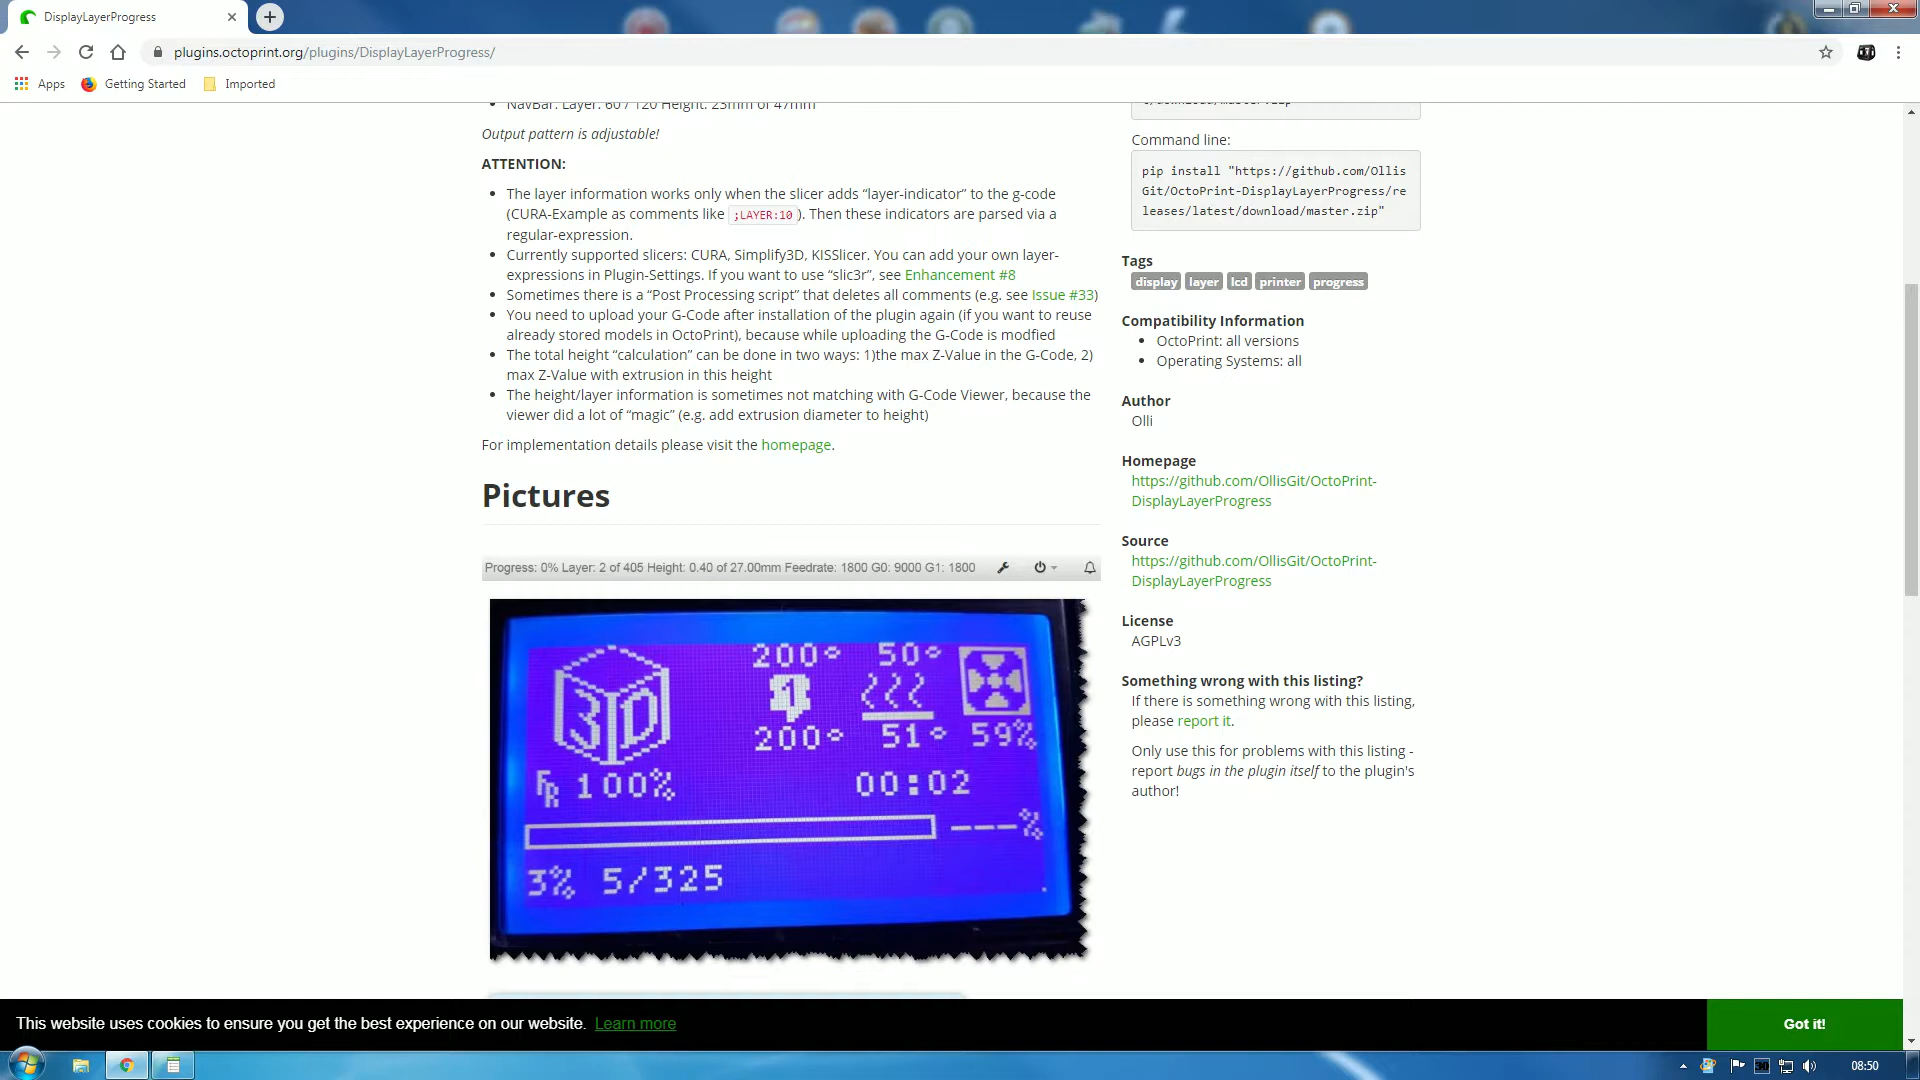 DisplayLayerProgress
plugins.octoprint.org/plugins/DisplayLayerProgress/
Apps
Getting Started
Imported
NavBar: Layer: 60 / 120 Height: 23mm of 47mm
Output pattern is adjustable!
ATTENTION:
The layer information works only when the slicer adds “layer-indicator” to the g-code
(CURA-Example as comments like ;LAYER:10 ). Then these indicators are parsed via a
regular-expression.
Currently supported slicers: CURA, Simplify3D, KISSlicer. You can add your own layer-
expressions in Plugin-Settings. If you want to use “slic3r”, see Enhancement #8
Sometimes there is a “Post Processing script” that deletes all comments (e.g. see Issue #33)
You need to upload your G-Code after installation of the plugin again (if you want to reuse
already stored models in OctoPrint), because while uploading the G-Code is modfied
The total height “calculation” can be done in two ways: 1)the max Z-Value in the G-Code, 2)
max Z-Value with extrusion in this height
The height/layer information is sometimes not matching with G-Code Viewer, because the
viewer did a lot of “magic” (e.g. add extrusion diameter to height)
For implementation details please visit the homepage.
Pictures
Progress: 0% Layer: 2 of 405 Height: 0.40 of 27.00mm Feedrate: 1800 G0: 9000 G1: 1800
200° 50°
3D 1
200° 51° 59%
FR 100% 00:02
---%
3% 5/325
/download/master.zip
Command line:
pip install "https://github.com/Ollis
Git/OctoPrint-DisplayLayerProgress/re
leases/latest/download/master.zip"
Tags
display layer lcd printer progress
Compatibility Information
OctoPrint: all versions
Operating Systems: all
Author
Olli
Homepage
https://github.com/OllisGit/OctoPrint-
DisplayLayerProgress
Source
https://github.com/OllisGit/OctoPrint-
DisplayLayerProgress
License
AGPLv3
Something wrong with this listing?
If there is something wrong with this listing,
please report it.
Only use this for problems with this listing -
report bugs in the plugin itself to the plugin's
author!
This website uses cookies to ensure you get the best experience on our website. Learn more
Got it!
08:50